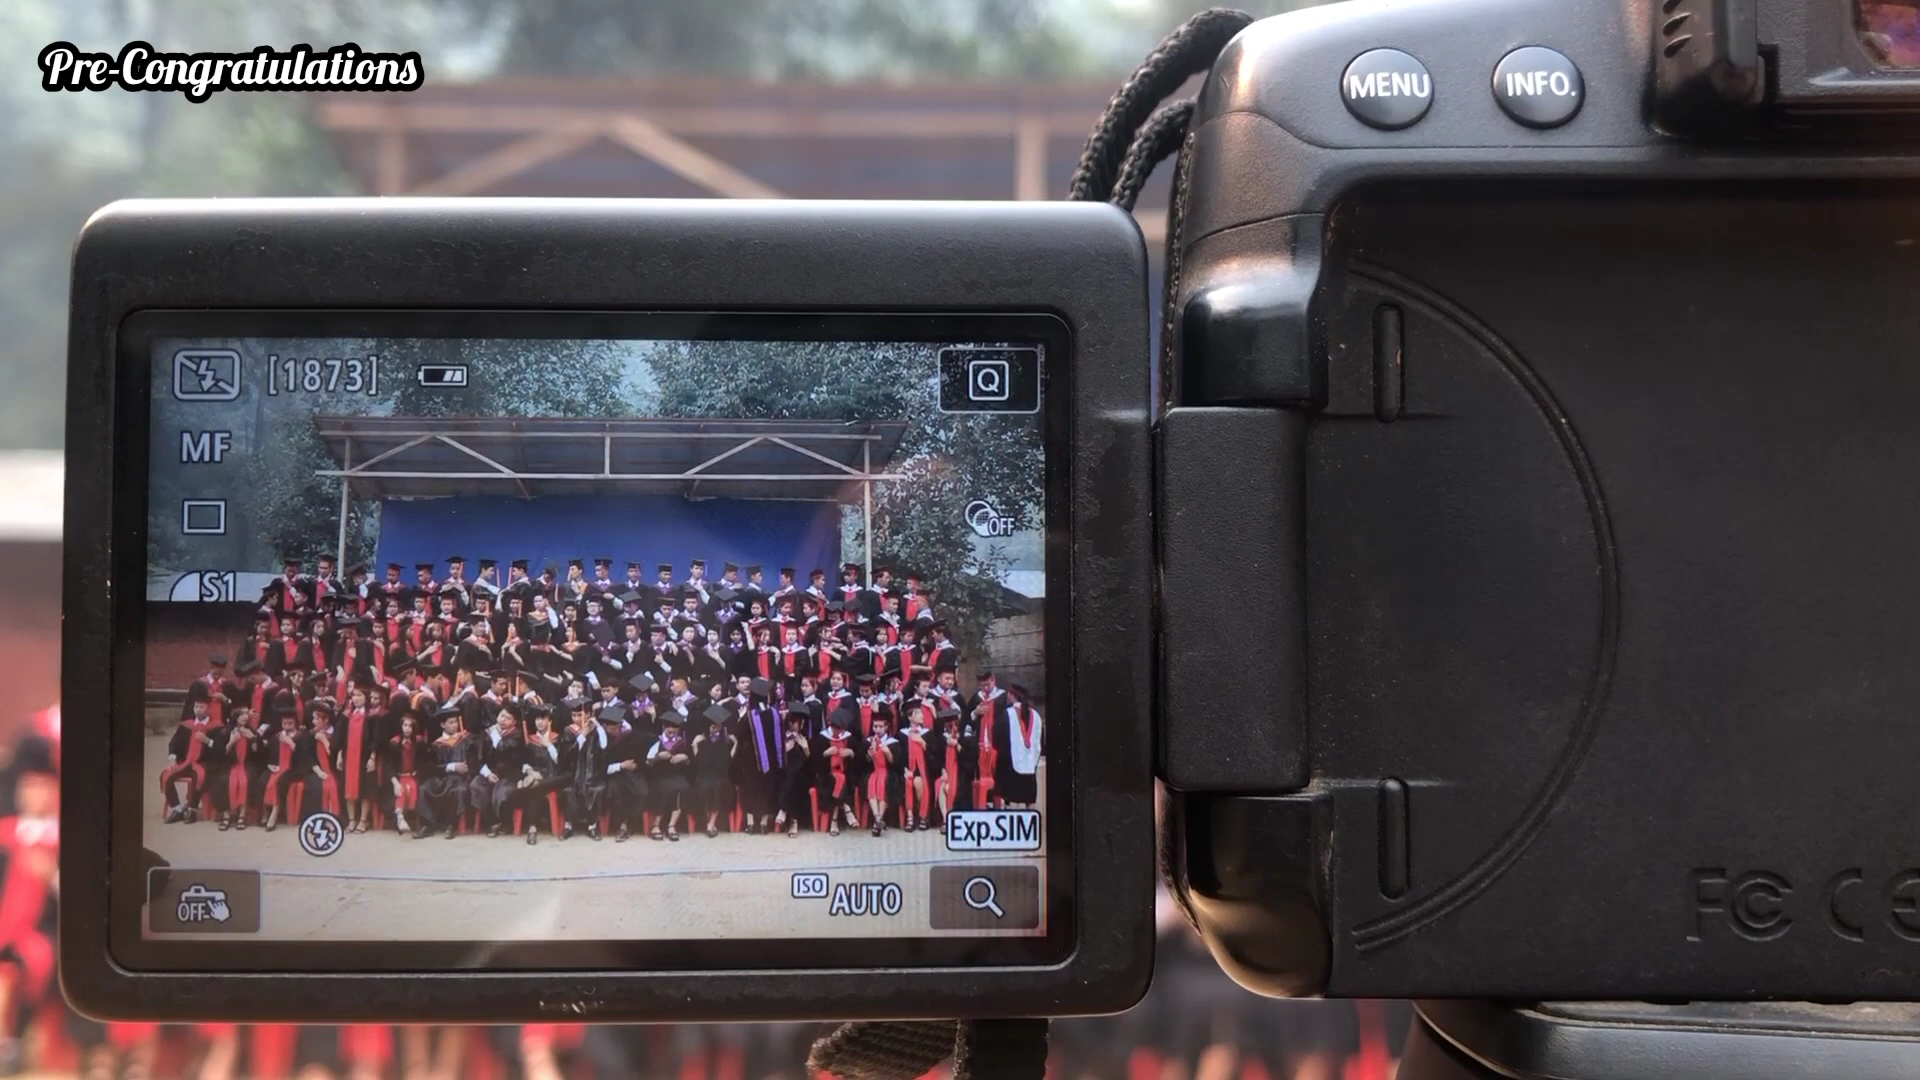 Pre-Congratulations
MENU INFO.
[1873] Q
MF
OFF
S1
Exp.SIM
OFF ISO AUTO
FC CE